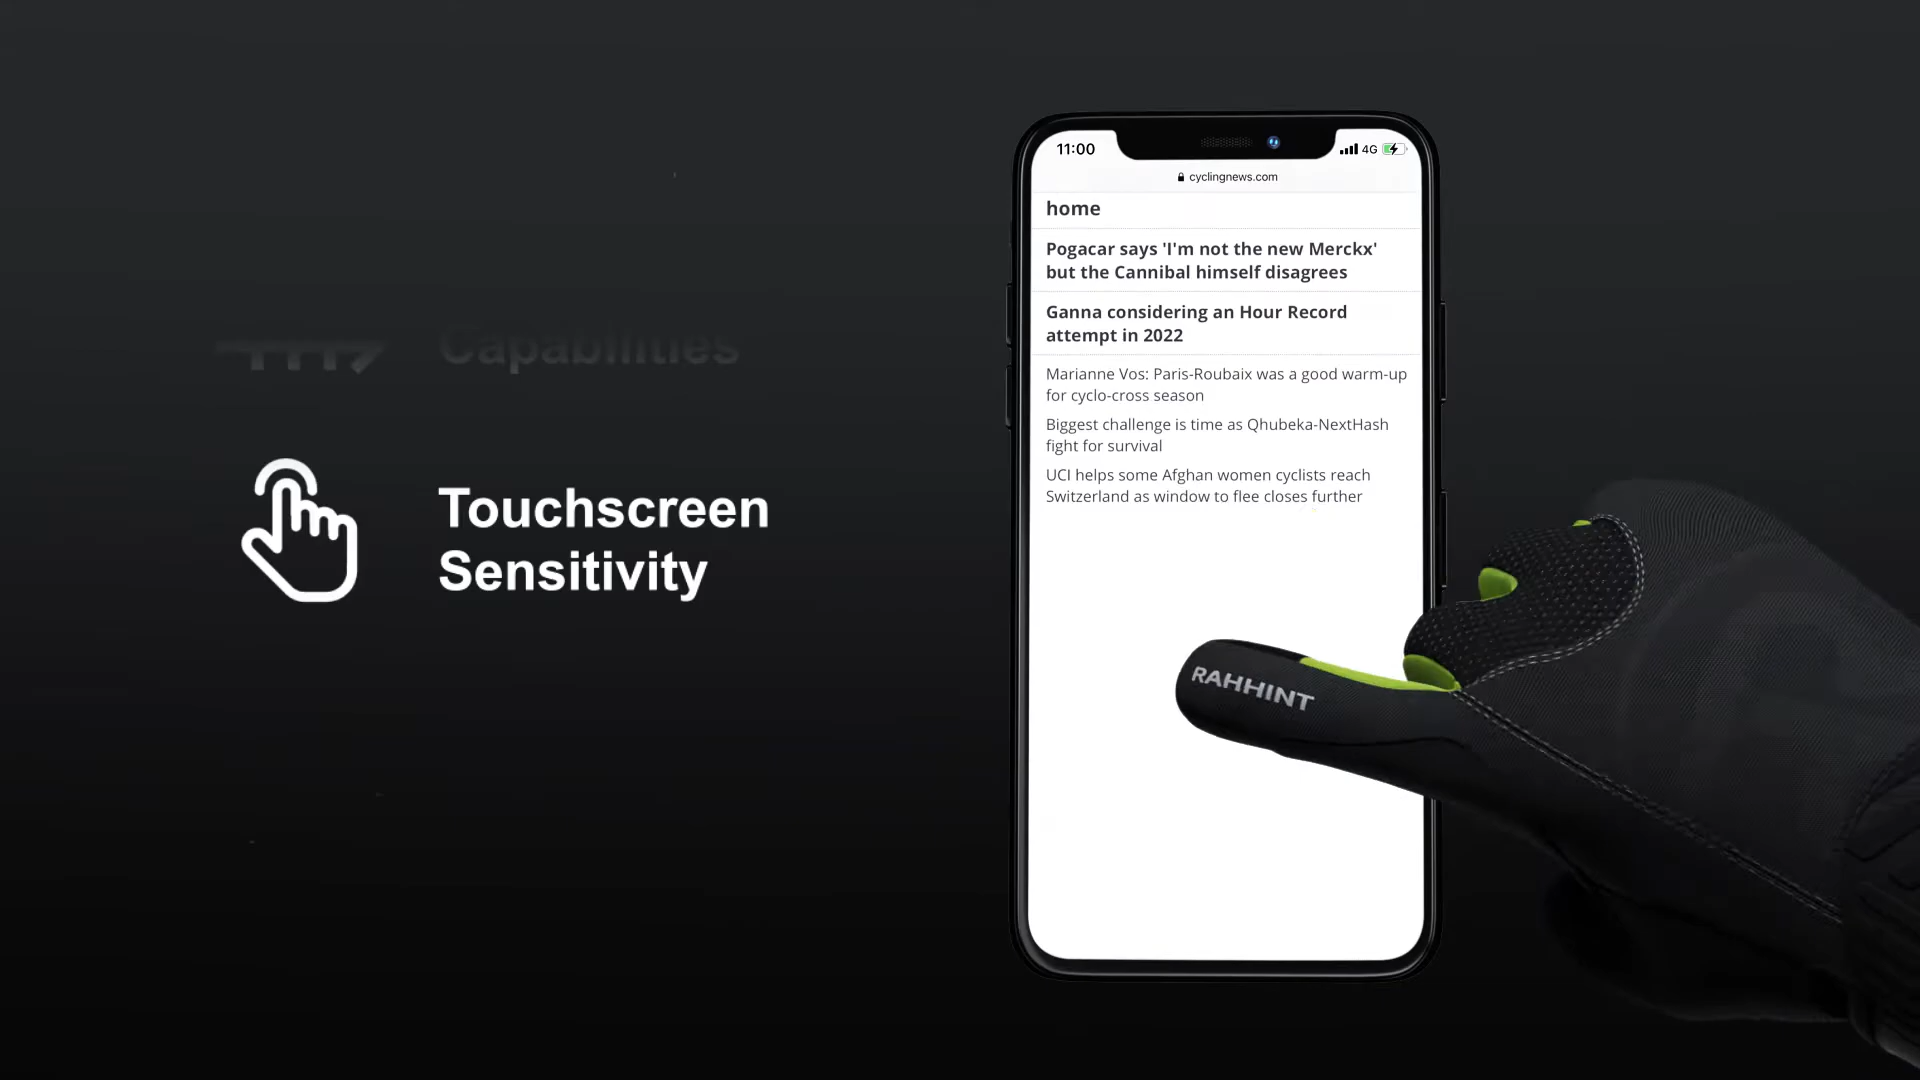 Capabilities
Touchscreen
Sensitivity
11:00
4G
cyclingnews.com
home
Pogacar says 'I'm not the new Merckx'
but the Cannibal himself disagrees
Ganna considering an Hour Record
attempt in 2022
Marianne Vos: Paris-Roubaix was a good warm-up
for cyclo-cross season
Biggest challenge is time as Qhubeka-NextHash
fight for survival
UCI helps some Afghan women cyclists reach
Switzerland as window to flee closes further
RAHHINT